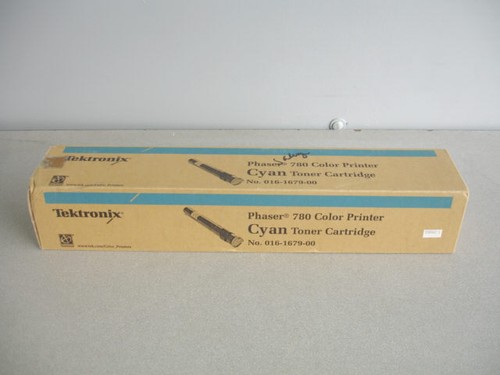 Tektronix
Phaser® 780 Color Printer
Cyan Toner Cartridge
No. 016-1679-00
Tektronix
Phaser® 780 Color Printer
Cyan Toner Cartridge
No. 016-1679-00